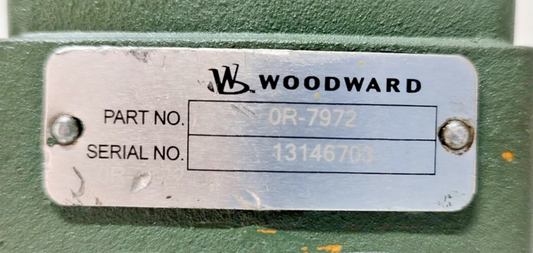 W WOODWARD
PART NO. 0R-7972
SERIAL NO. 13146703